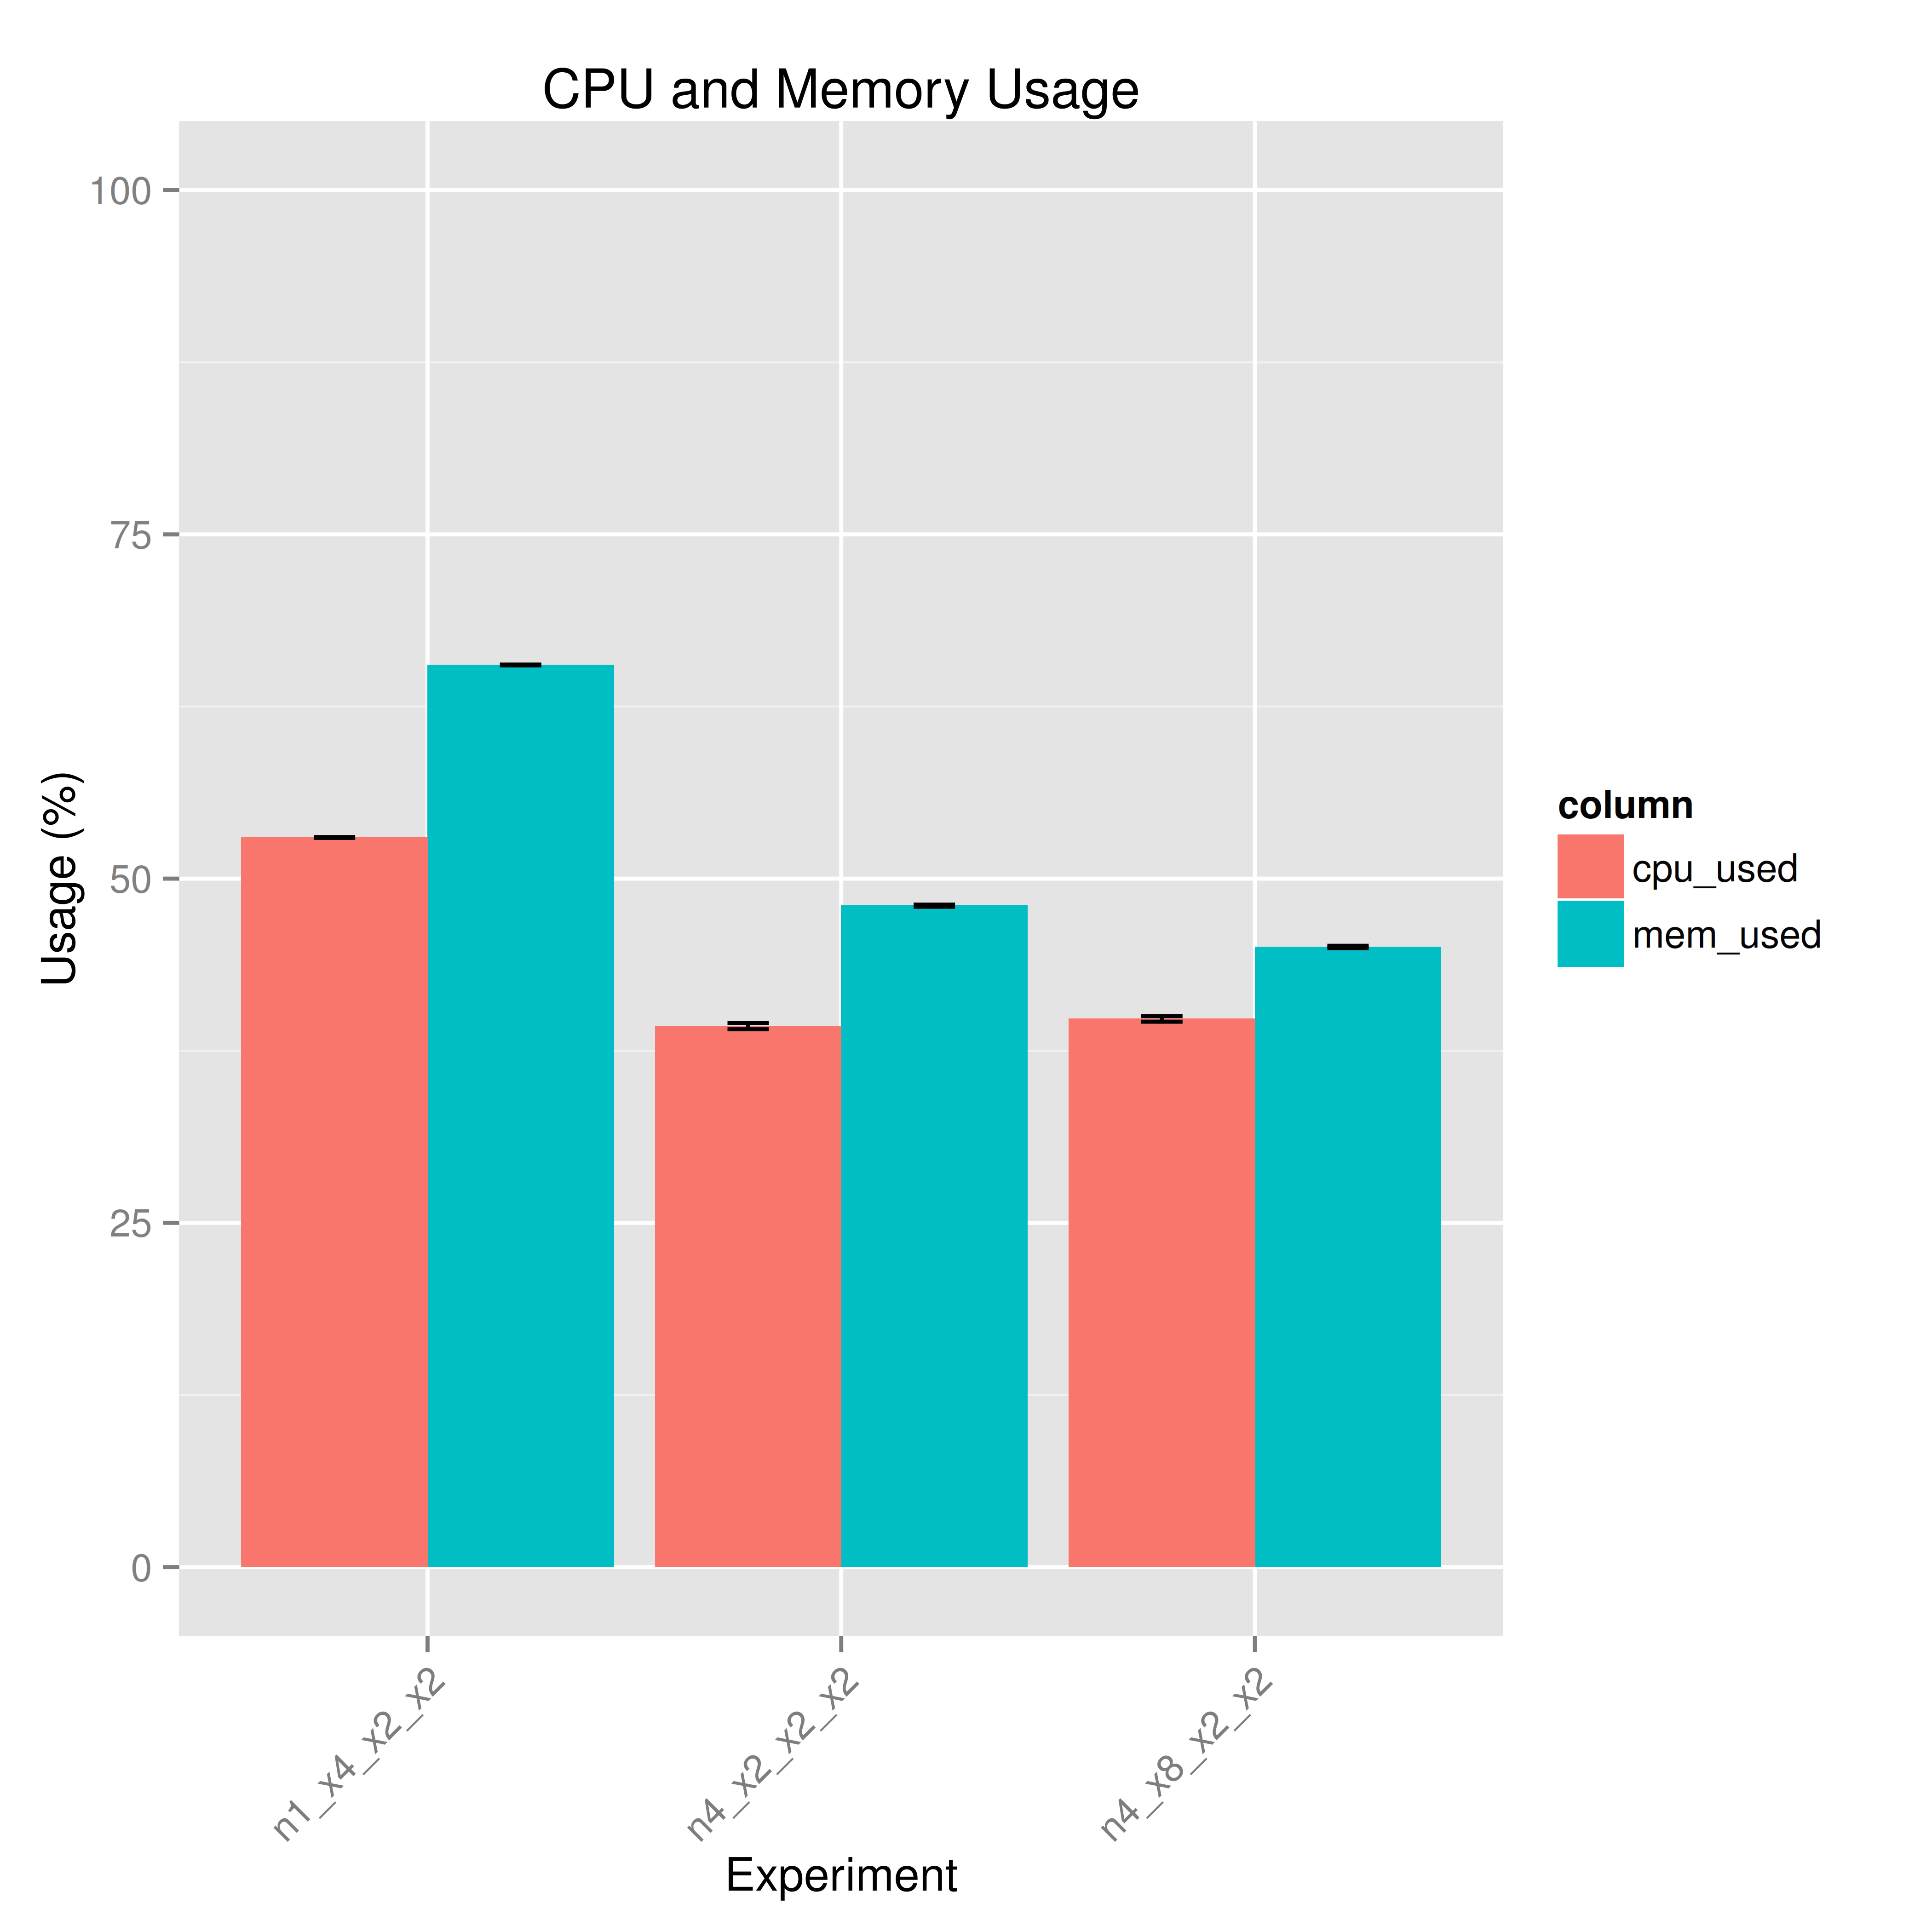 CPU and Memory Usage
100
75
50
25
0
Usage (%)
n1_x4_x2_x2
n4_x2_x2_x2
n4_x8_x2_x2
Experiment
column
cpu_used
mem_used